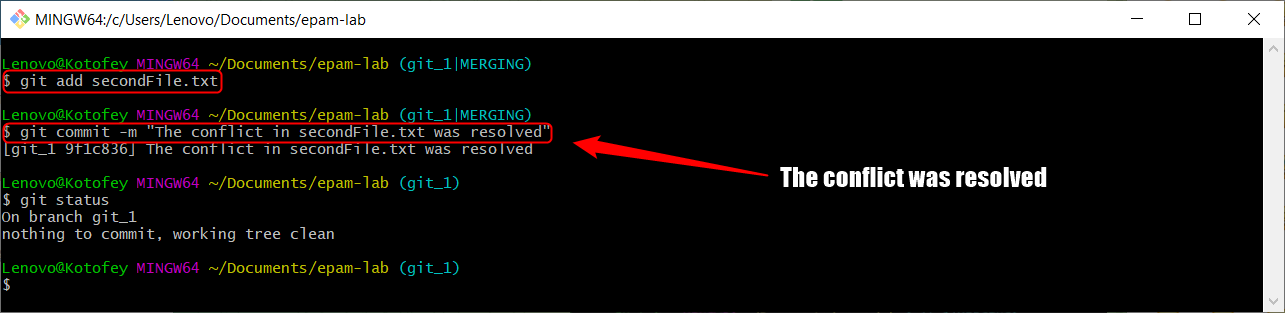 MINGW64:/c/Users/Lenovo/Documents/epam-lab
Lenovo@Kotofey MINGW64 ~/Documents/epam-lab (git_1|MERGING)
$ git add secondFile.txt
Lenovo@Kotofey MINGW64 ~/Documents/epam-lab (git_1|MERGING)
$ git commit -m "The conflict in secondFile.txt was resolved"
[git_1 9f1c836] The conflict in secondFile.txt was resolved
The conflict was resolved
Lenovo@Kotofey MINGW64 ~/Documents/epam-lab (git_1)
$ git status
On branch git_1
nothing to commit, working tree clean
Lenovo@Kotofey MINGW64 ~/Documents/epam-lab (git_1)
$